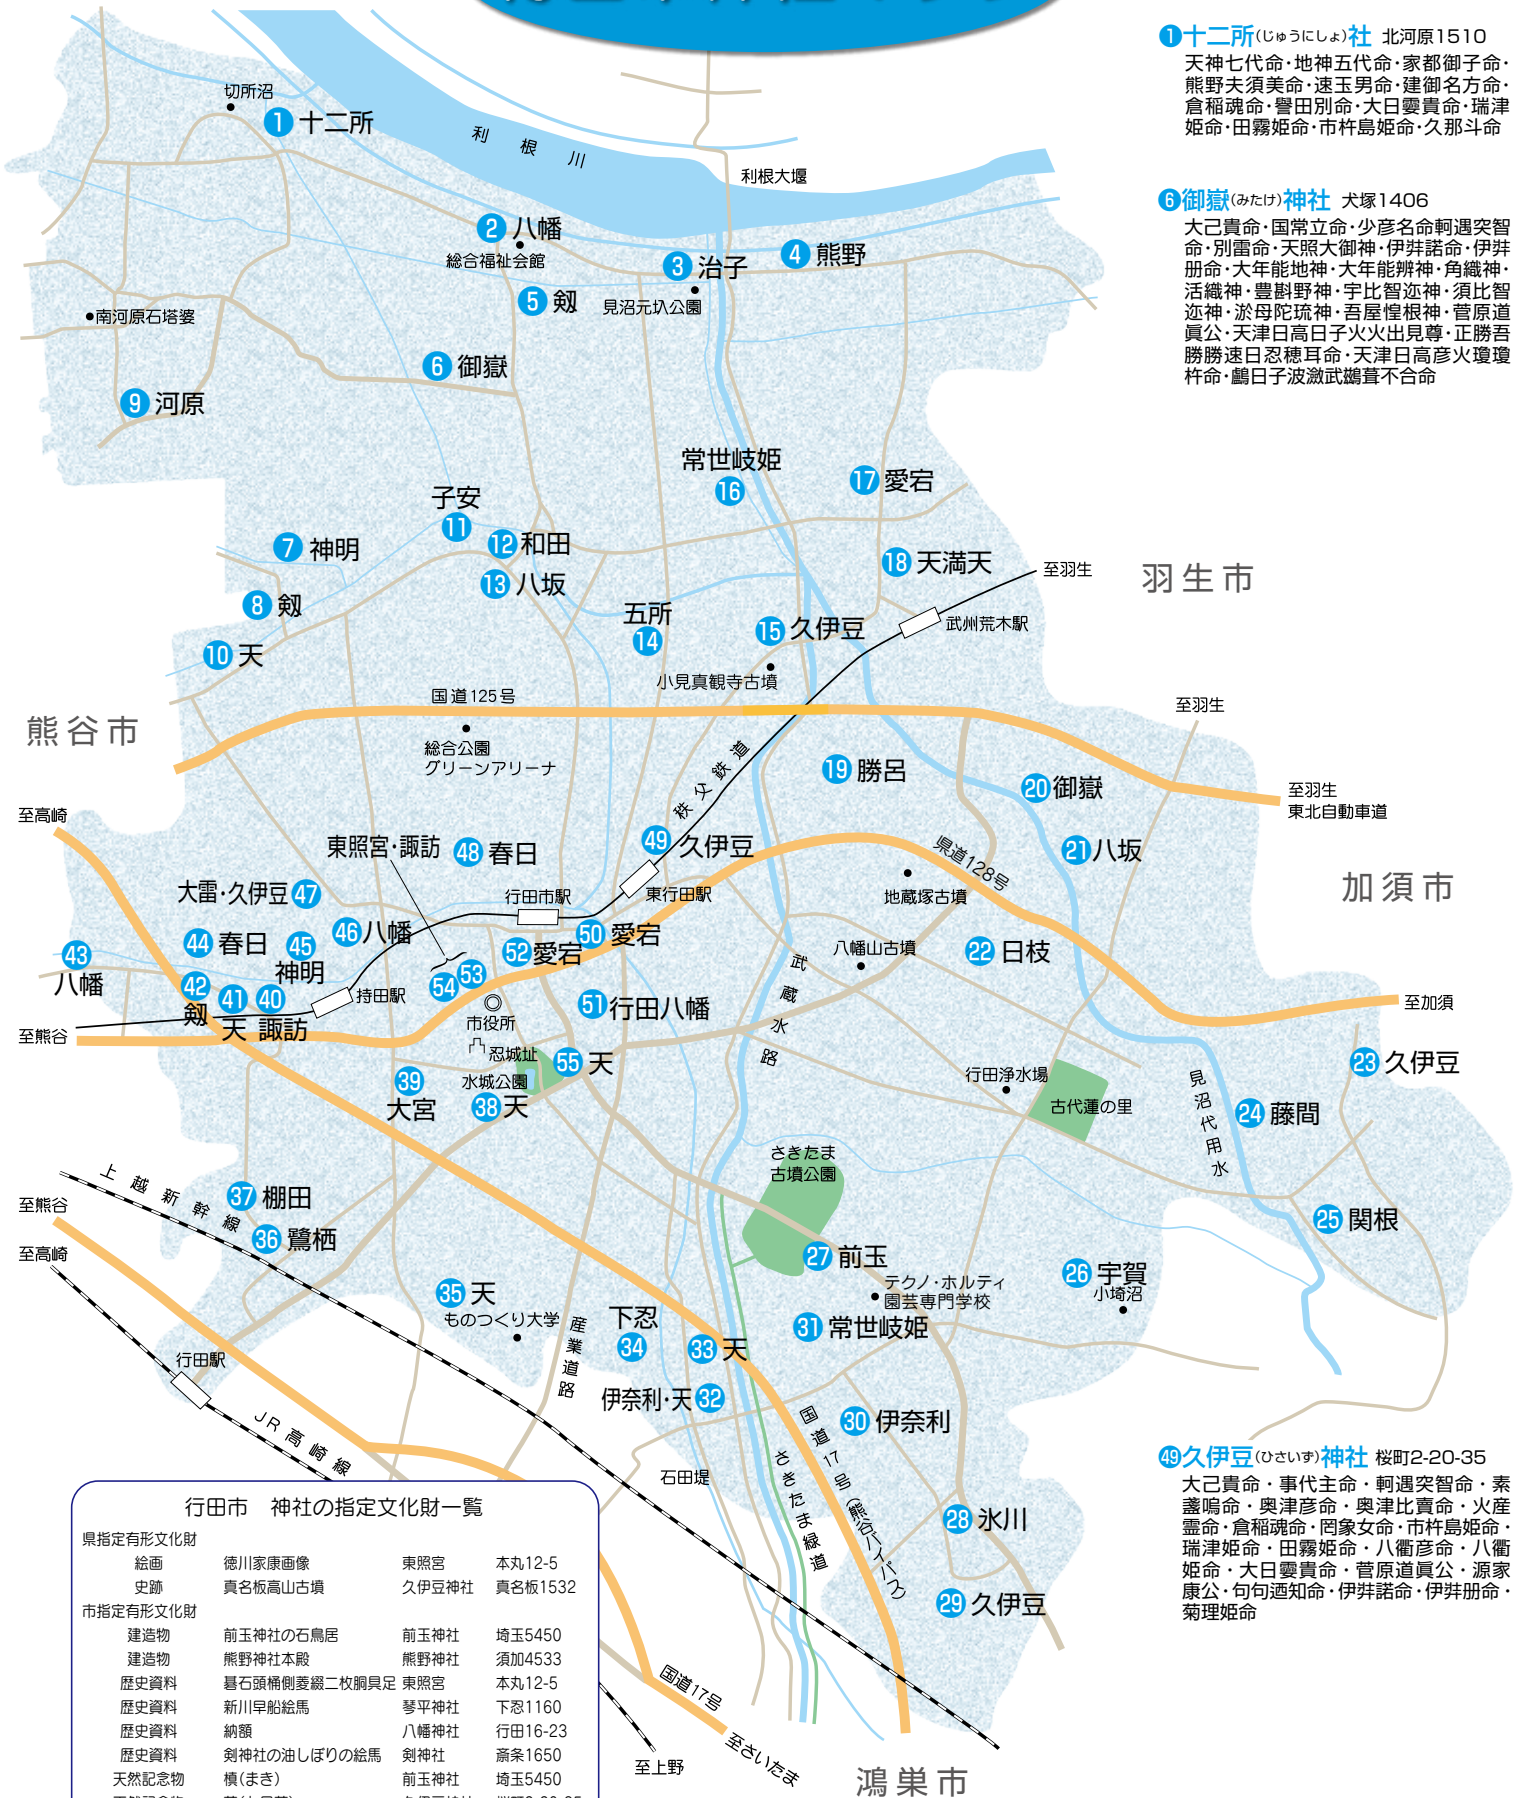 ❶十二所(じゅうにしょ)社 北河原1510
天神七代命・地神五代命・家都御子命・
熊野夫須美命・速玉男命・建御名方命・
倉稲魂命・譽田別命・大日孁貴命・瑞津
姫命・田霧姫命・市杵島姫命・久那斗命
❻御嶽(みたけ)神社 犬塚1406
大己貴命・国常立命・少彦名命軻遇突智
命・別雷命・天照大御神・伊弉諾命・伊弉
册命・大年能地神・大年能辨神・角織神・
活織神・豊斟野神・宇比智迩神・須比智
迩神・淤母陀琉神・吾屋惶根神・菅原道
眞公・天津日高日子火火出見尊・正勝吾
勝勝速日忍穂耳命・天津日高彦火瓊瓊
杵命・鸕日子波瀲武鸕葺不合命
切所沼
1 十二所
利根川
利根大堰
2 八幡
総合福祉会館
3 治子
4 熊野
5 剱
見沼元圦公園
南河原石塔婆
6 御嶽
9 河原
常世岐姫
16
17 愛宕
子安
11
12 和田
7 神明
13 八坂
18 天満天
至羽生
羽生市
8 剱
五所
14
15 久伊豆
武州荒木駅
10 天
小見真観寺古墳
国道125号
至羽生
熊谷市
総合公園
グリーンアリーナ
秩父鉄道
19 勝呂
20 御嶽
至羽生
東北自動車道
至高崎
東照宮・諏訪
48 春日
49 久伊豆
県道128号
21 八坂
加須市
大雷・久伊豆 47
行田市駅
東行田駅
地蔵塚古墳
44 春日
45
神明
46 八幡
52 愛宕
50 愛宕
八幡山古墳
22 日枝
43
八幡
42
剱
41
天
40
諏訪
持田駅
54
53
市役所
51 行田八幡
武蔵水路
至加須
至熊谷
忍城址
55 天
23 久伊豆
39
大宮
水城公園
38 天
行田浄水場
古代蓮の里
見沼代用水
24 藤間
さきたま
古墳公園
上越新幹線
37 棚田
至熊谷
36 鷺栖
至高崎
25 関根
27 前玉
26 宇賀
小埼沼
35 天
ものつくり大学
テクノ・ホルティ
園芸専門学校
産業道路
下忍
34
33 天
31 常世岐姫
行田駅
伊奈利・天 32
30 伊奈利
JR高崎線
国道17号(熊谷バイパス)
さきたま緑道
石田堤
28 氷川
29 久伊豆
国道17号
至さいたま
至上野
鴻巣市
㊾久伊豆(ひさいず)神社 桜町2-20-35
大己貴命・事代主命・軻遇突智命・素
盞嗚命・奥津彦命・奥津比賣命・火産
霊命・倉稲魂命・罔象女命・市杵島姫命・
瑞津姫命・田霧姫命・八衢彦命・八衢
姫命・大日孁貴命・菅原道眞公・源家
康公・句句迺知命・伊弉諾命・伊弉册命・
菊理姫命
行田市 神社の指定文化財一覧
県指定有形文化財
絵画 徳川家康画像 東照宮 本丸12-5
史跡 真名板高山古墳 久伊豆神社 真名板1532
市指定有形文化財
建造物 前玉神社の石鳥居 前玉神社 埼玉5450
建造物 熊野神社本殿 熊野神社 須加4533
歴史資料 碁石頭桶側菱綴二枚胴具足 東照宮 本丸12-5
歴史資料 新川早船絵馬 琴平神社 下忍1160
歴史資料 納額 八幡神社 行田16-23
歴史資料 剣神社の油しぼりの絵馬 剣神社 斎条1650
天然記念物 槙(まき) 前玉神社 埼玉5450